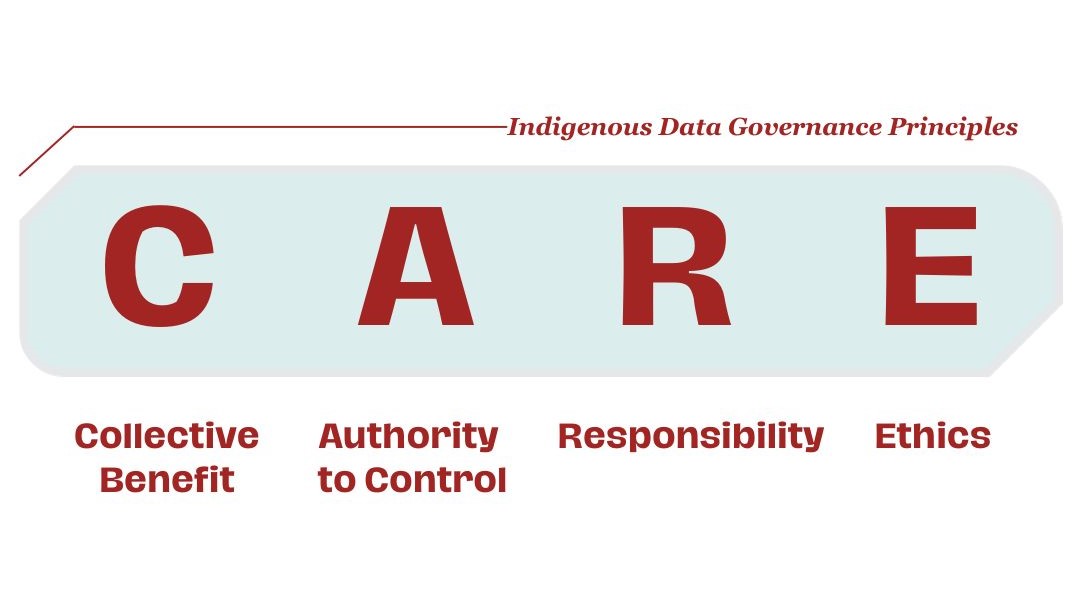 Indigenous Data Governance Principles
C A R E
Collective Benefit
Authority to Control
Responsibility
Ethics